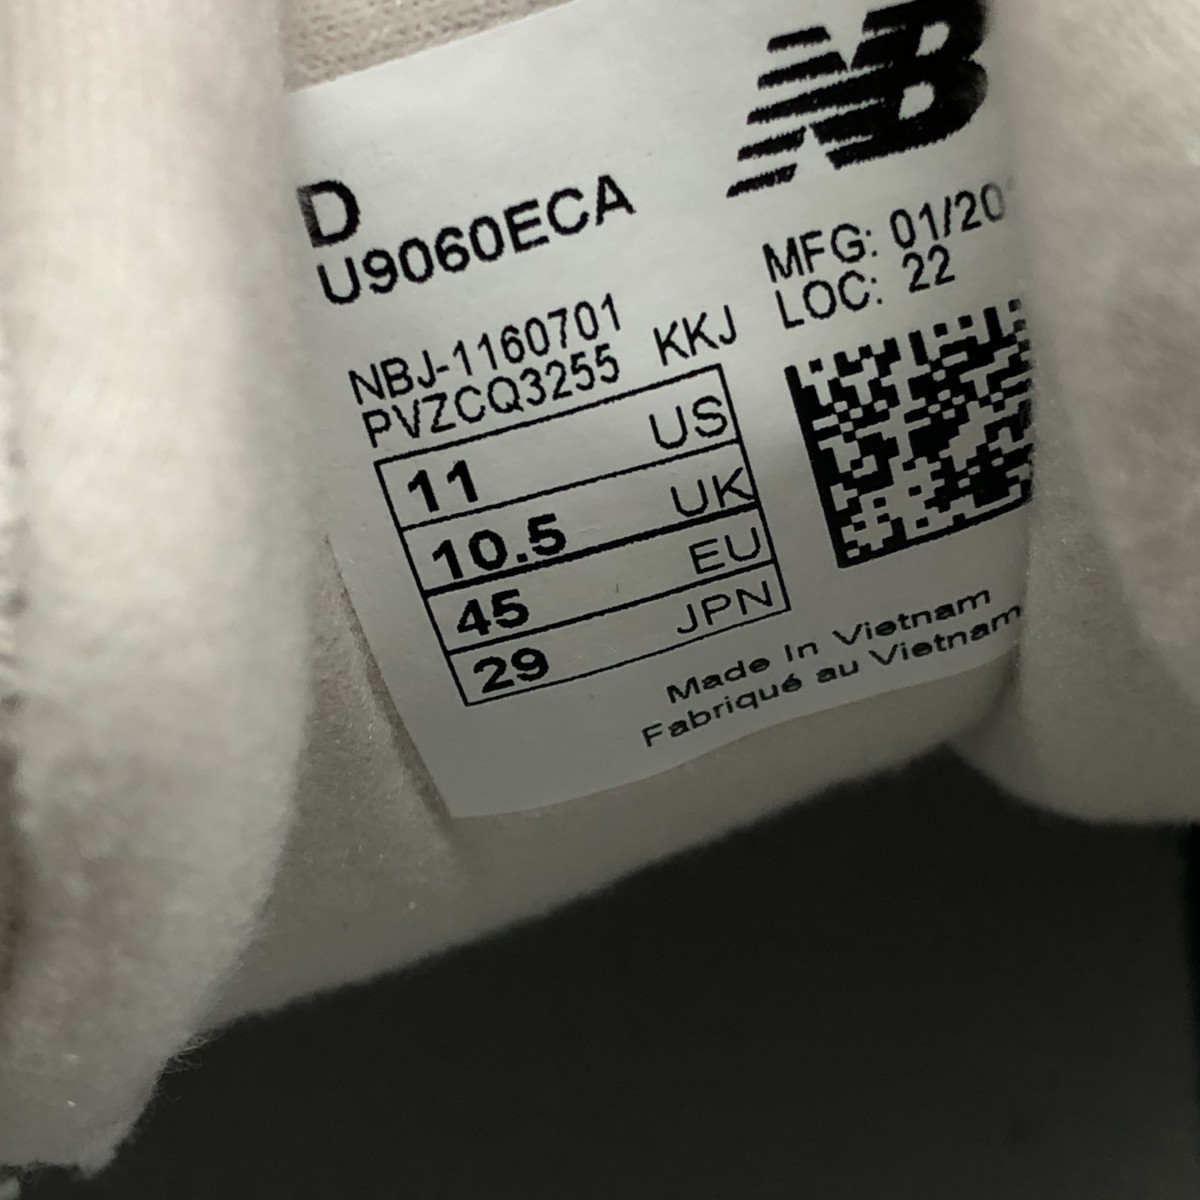 NB
D
U9060ECA
MFG: 01/20
LOC: 22
NBJ-1160701
PVZCQ3255 KKJ
11 US
10.5 UK
45 EU
29 JPN
Made In Vietnam
Fabriqué au Vietnam